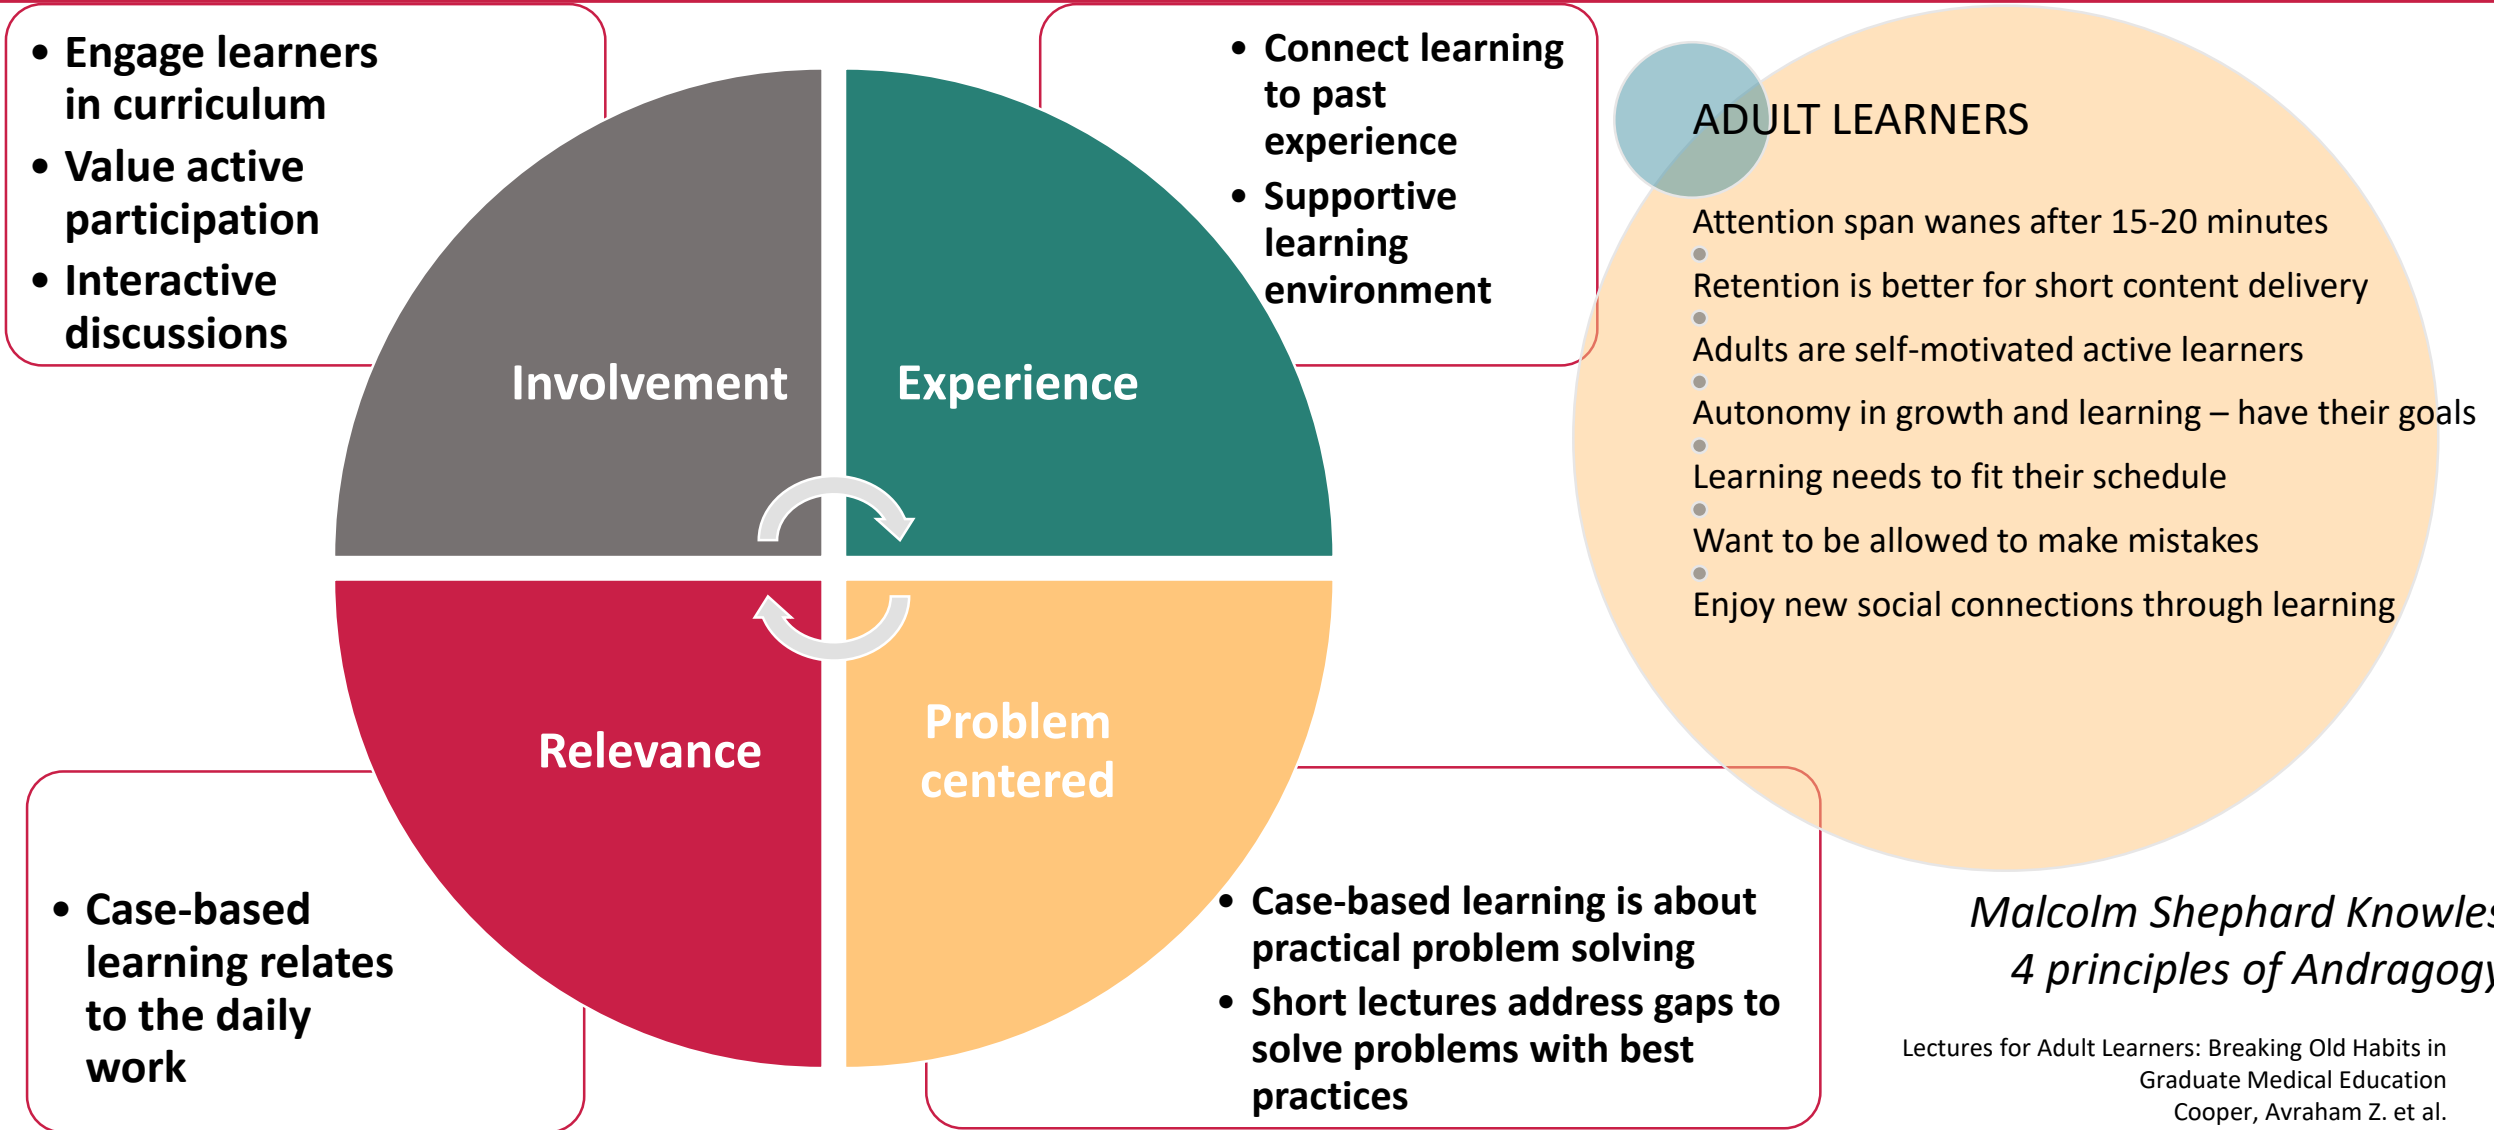 • Engage learners
in curriculum
• Value active
participation
• Interactive
discussions
• Connect learning
to past
experience
• Supportive
learning
environment
Involvement
Experience
Relevance
Problem
centered
• Case-based
learning relates
to the daily
work
• Case-based learning is about
practical problem solving
• Short lectures address gaps to
solve problems with best
practices
ADULT LEARNERS
Attention span wanes after 15-20 minutes
Retention is better for short content delivery
Adults are self-motivated active learners
Autonomy in growth and learning – have their goals
Learning needs to fit their schedule
Want to be allowed to make mistakes
Enjoy new social connections through learning
Malcolm Shephard Knowles
4 principles of Andragogy
Lectures for Adult Learners: Breaking Old Habits in
Graduate Medical Education
Cooper, Avraham Z. et al.